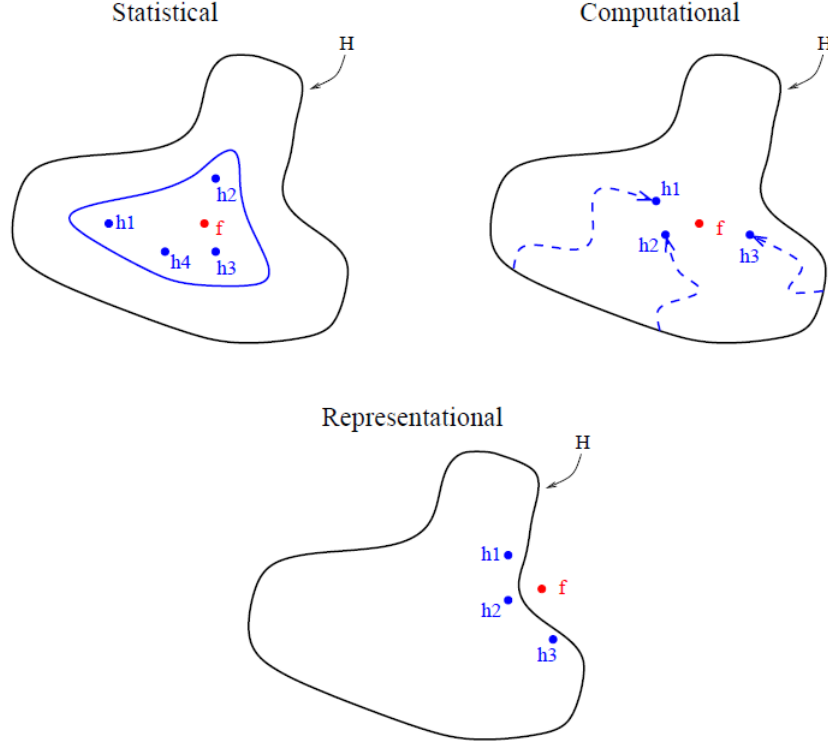 Statistical
H
h2
h1
f
h4
h3
Computational
H
h1
f
h2
h3
Representational
H
h1
f
h2
h3